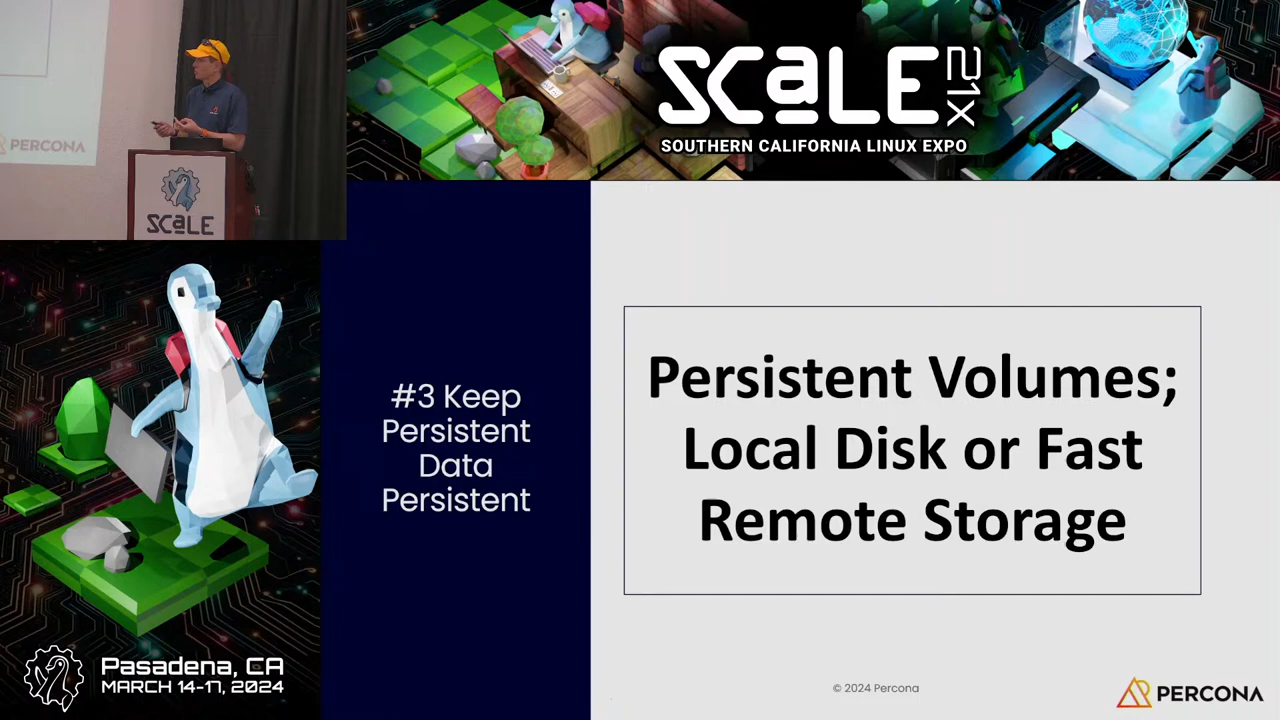 PERCONA
SCaLE
SCaLE 21x
SOUTHERN CALIFORNIA LINUX EXPO
#3 Keep
Persistent
Data
Persistent
Persistent Volumes;
Local Disk or Fast
Remote Storage
Pasadena, CA
MARCH 14-17, 2024
© 2024 Percona
PERCONA